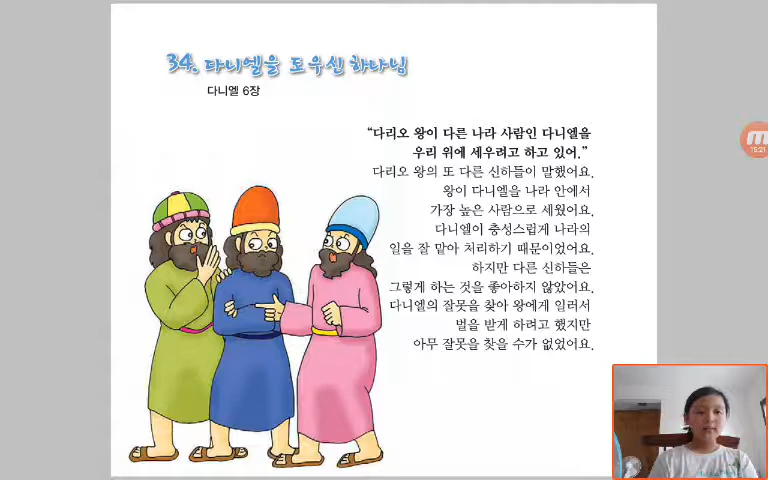 34. 다니엘을 도우신 하나님
다니엘 6장
“다리오 왕이 다른 나라 사람인 다니엘을
우리 위에 세우려고 하고 있어.”
다리오 왕의 또 다른 신하들이 말했어요.
왕이 다니엘을 나라 안에서
가장 높은 사람으로 세웠어요.
다니엘이 충성스럽게 나라의
일을 잘 맡아 처리하기 때문이었어요.
하지만 다른 신하들은
그렇게 하는 것을 좋아하지 않았어요.
다니엘의 잘못을 찾아 왕에게 일러서
벌을 받게 하려고 했지만
아무 잘못을 찾을 수가 없었어요.
15:21